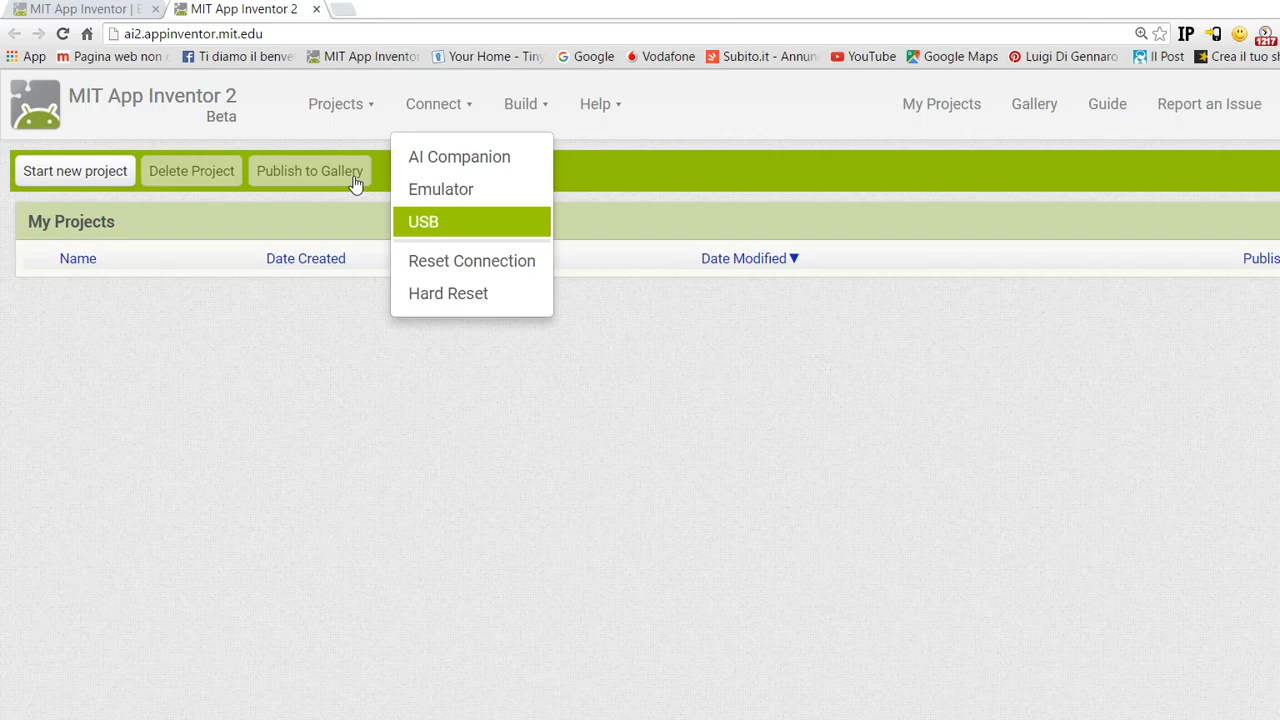 MIT App Inventor | E
MIT App Inventor 2
ai2.appinventor.mit.edu
IP
1217
App Pagina web non Ti diamo il benve MIT App Invento Your Home - Tiny Google Vodafone Subito.it - Annun YouTube Google Maps Luigi Di Gennaro Il Post Crea il tuo s
MIT App Inventor 2
Beta
Projects Connect Build Help My Projects Gallery Guide Report an Issue
AI Companion
Emulator
USB
Reset Connection
Hard Reset
Start new project Delete Project Publish to Gallery
My Projects
Name Date Created Date Modified▼ Publis